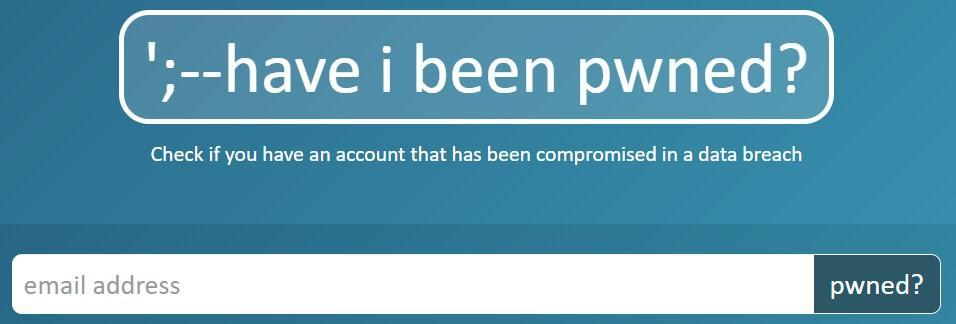 ';--have i been pwned?
Check if you have an account that has been compromised in a data breach
email address
pwned?